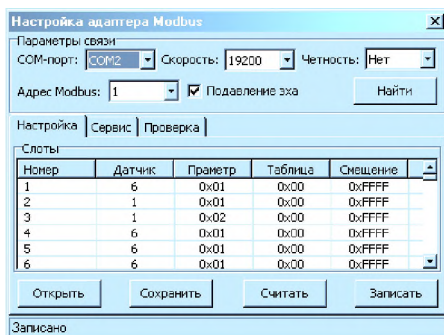 Настройка адаптера Modbus
Параметры связи
COM-порт: COM2 Скорость: 19200 Четность: Нет
Адрес Modbus: 1 Подавление эха Найти
Настройка Сервис Проверка
Слоты
Номер Датчик Праметр Таблица Смещение
1 6 0x01 0x00 0xFFFF
2 1 0x01 0x00 0xFFFF
3 1 0x02 0x00 0xFFFF
4 6 0x01 0x00 0xFFFF
5 6 0x01 0x00 0xFFFF
6 6 0x01 0x00 0xFFFF
Открыть Сохранить Считать Записать
Записано